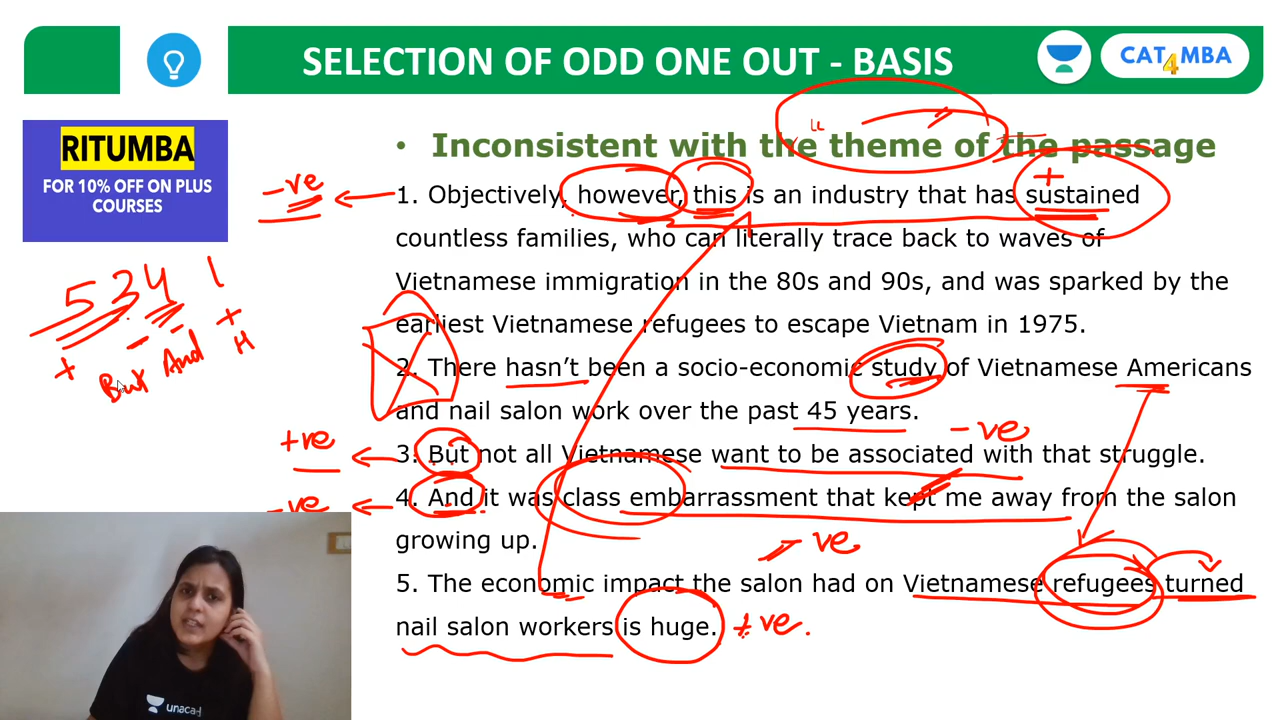 SELECTION OF ODD ONE OUT - BASIS
CAT4MBA
RITUMBA
FOR 10% OFF ON PLUS
COURSES
• Inconsistent with the theme of the passage
-ve
+
1. Objectively, however, this is an industry that has sustained
countless families, who can literally trace back to waves of
Vietnamese immigration in the 80s and 90s, and was sparked by the
earliest Vietnamese refugees to escape Vietnam in 1975.
5 3 4 1
+ - - +
But And H
2. There hasn't been a socio-economic study of Vietnamese Americans
and nail salon work over the past 45 years.
-ve
+ve
3. But not all Vietnamese want to be associated with that struggle.
-ve
4. And it was class embarrassment that kept me away from the salon
growing up.
-ve
5. The economic impact the salon had on Vietnamese refugees turned
nail salon workers is huge.
+ve.